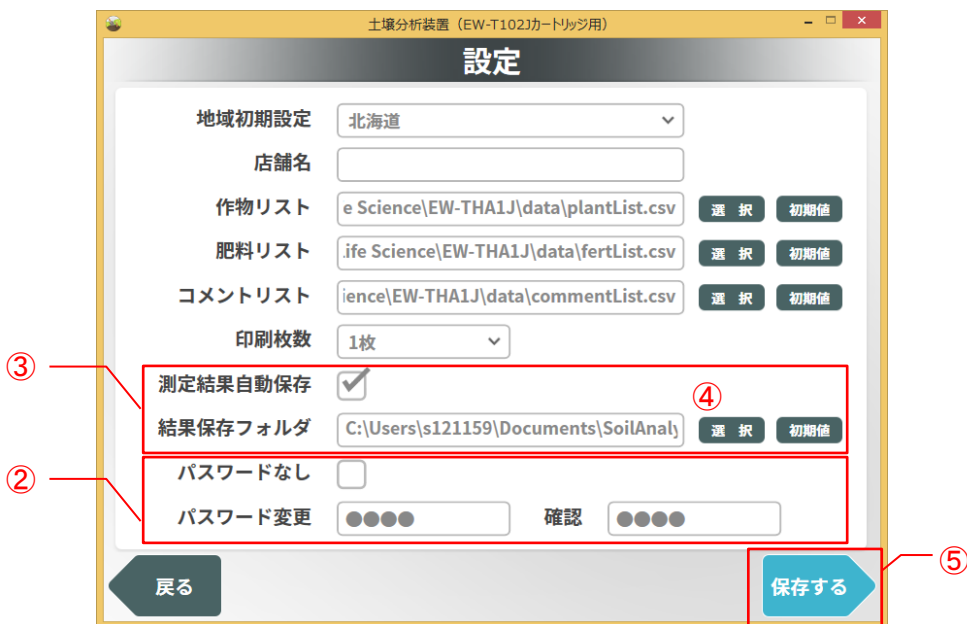 土壌分析装置（EW-T102Jカートリッジ用）
設定
地域初期設定 北海道
店舗名
作物リスト e Science\EW-THA1J\data\plantList.csv 選 択 初期値
肥料リスト .ife Science\EW-THA1J\data\fertList.csv 選 択 初期値
コメントリスト ience\EW-THA1J\data\commentList.csv 選 択 初期値
印刷枚数 1枚
③ 測定結果自動保存 ④
結果保存フォルダ C:\Users\s121159\Documents\SoilAnaly 選 択 初期値
② パスワードなし
パスワード変更 ●●●● 確認 ●●●●
戻る 保存する ⑤